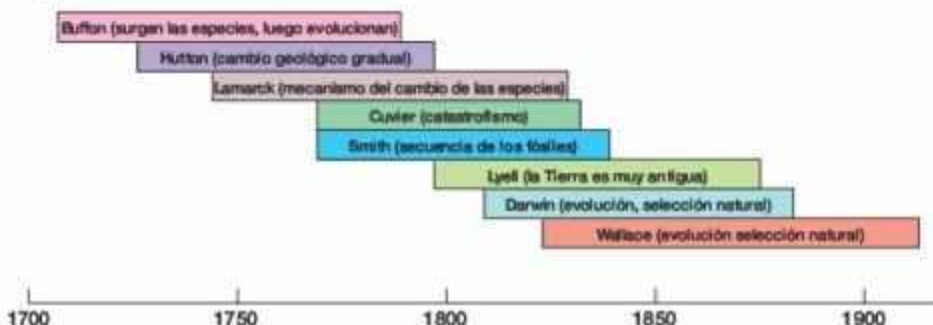 Buffon (surgen las especies, luego evolucionan)
Hutton (cambio geológico gradual)
Lamarck (mecanismo del cambio de las especies)
Cuvier (catastrofismo)
Smith (secuencia de los fósiles)
Lyell (la Tierra es muy antigua)
Darwin (evolución, selección natural)
Wallace (evolución selección natural)
1700 1750 1800 1850 1900